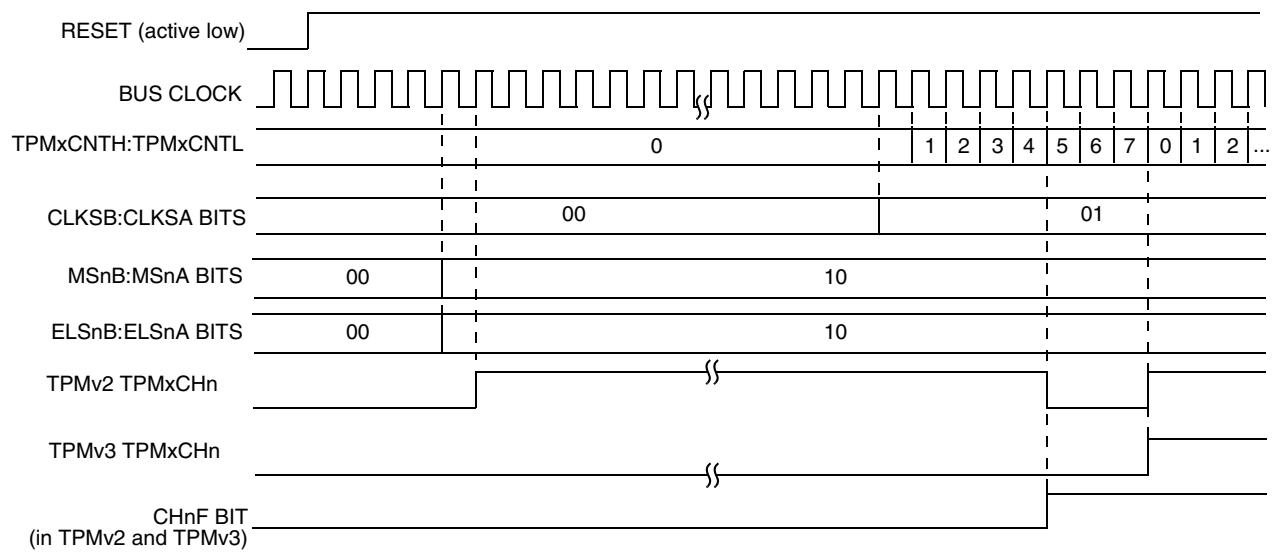 RESET (active low)
BUS CLOCK
TPMxCNTH:TPMxCNTL 0 1 2 3 4 5 6 7 0 1 2 ...
CLKSB:CLKSA BITS 00 01
MSnB:MSnA BITS 00 10
ELSnB:ELSnA BITS 00 10
TPMv2 TPMxCHn
TPMv3 TPMxCHn
CHnF BIT
(in TPMv2 and TPMv3)